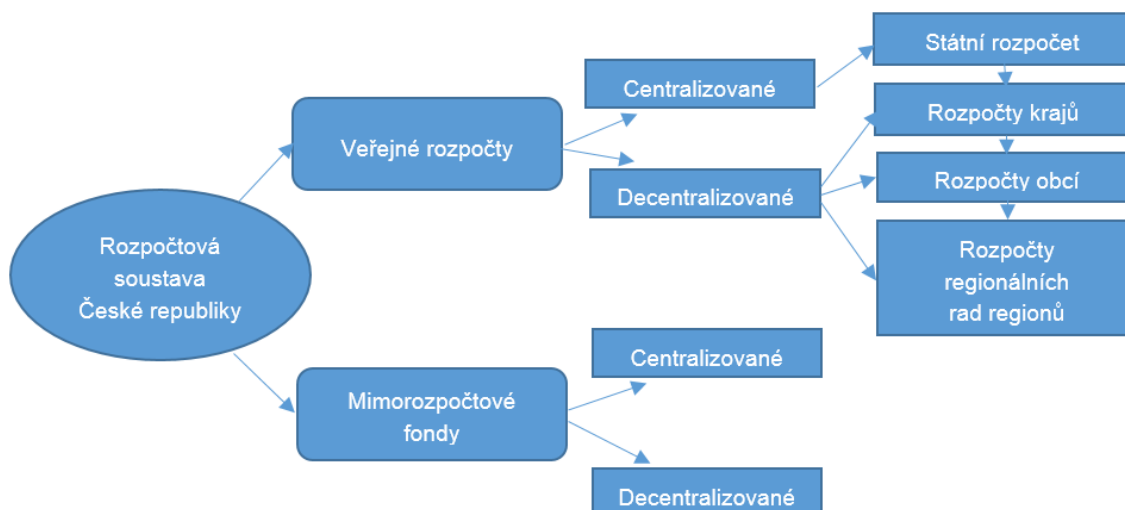 Rozpočtová
soustava
České republiky
Veřejné rozpočty
Centralizované
Decentralizované
Státní rozpočet
Rozpočty krajů
Rozpočty obcí
Rozpočty
regionálních
rad regionů
Mimorozpočtové
fondy
Centralizované
Decentralizované